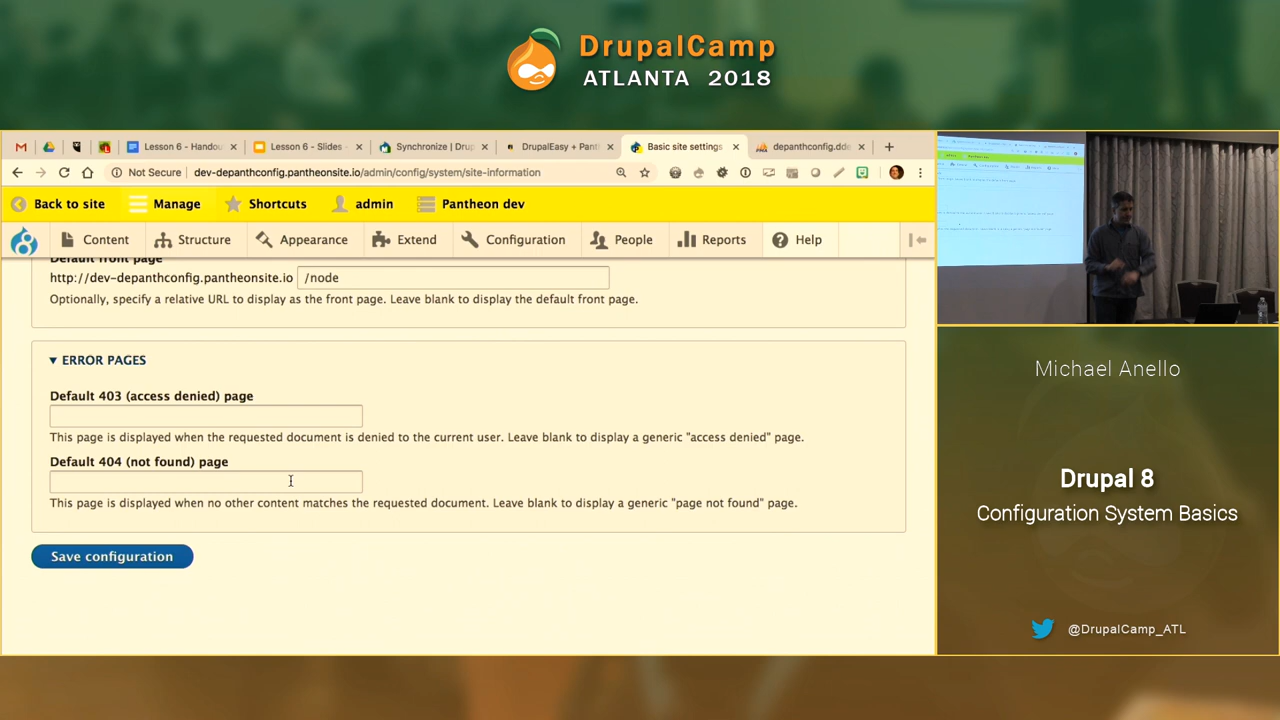 DrupalCamp
ATLANTA 2018
Lesson 6 - Handou
Lesson 6 - Slides -
Synchronize | Drup
DrupalEasy + Panth
Basic site settings
depanthconfig.dde
Not Secure
dev-depanthconfig.pantheonsite.io/admin/config/system/site-information
Back to site
Manage
Shortcuts
admin
Pantheon dev
Content
Structure
Appearance
Extend
Configuration
People
Reports
Help
Default front page
http://dev-depanthconfig.pantheonsite.io /node
Optionally, specify a relative URL to display as the front page. Leave blank to display the default front page.
ERROR PAGES
Default 403 (access denied) page
This page is displayed when the requested document is denied to the current user. Leave blank to display a generic "access denied" page.
Default 404 (not found) page
This page is displayed when no other content matches the requested document. Leave blank to display a generic "page not found" page.
Save configuration
Michael Anello
Drupal 8
Configuration System Basics
@DrupalCamp_ATL